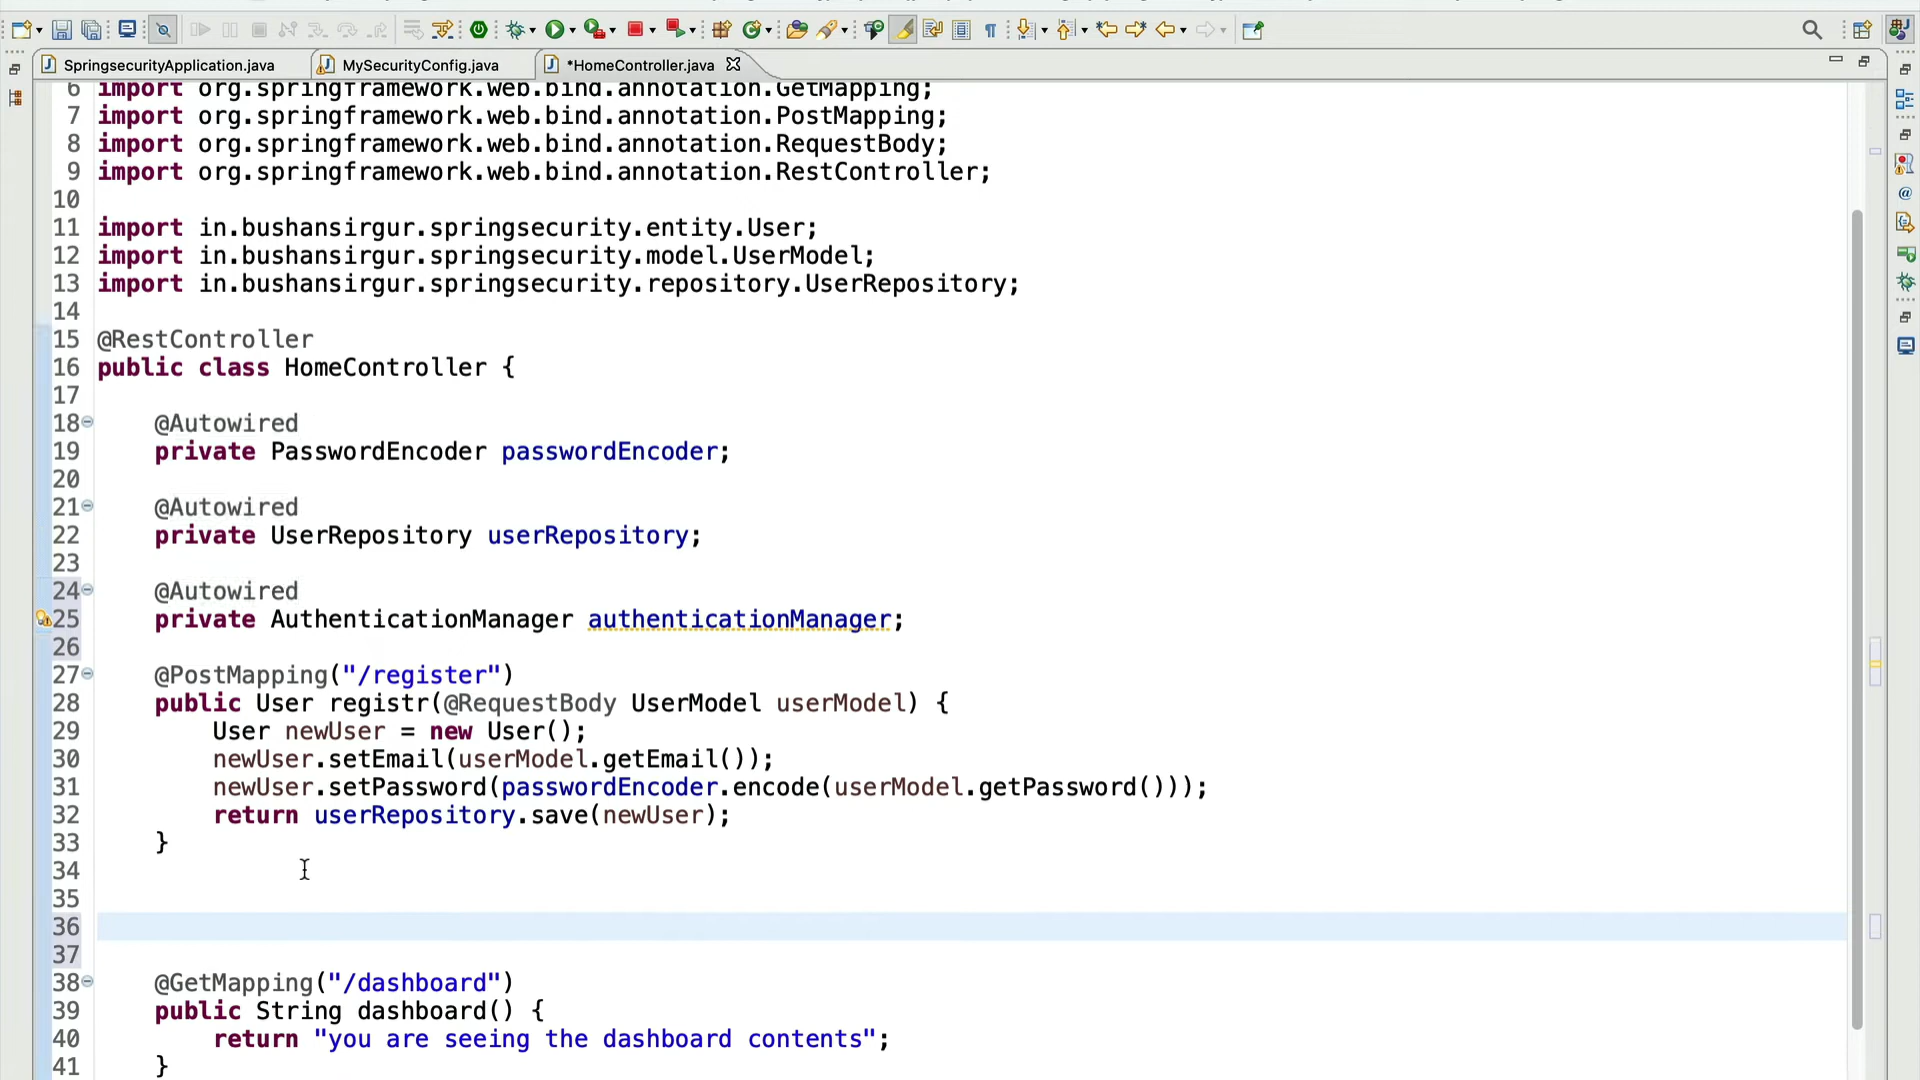 SpringsecurityApplication.java
MySecurityConfig.java
*HomeController.java
6 import org.springframework.web.bind.annotation.GetMapping;
7 import org.springframework.web.bind.annotation.PostMapping;
8 import org.springframework.web.bind.annotation.RequestBody;
9 import org.springframework.web.bind.annotation.RestController;
10
11 import in.bushansirgur.springsecurity.entity.User;
12 import in.bushansirgur.springsecurity.model.UserModel;
13 import in.bushansirgur.springsecurity.repository.UserRepository;
14
15 @RestController
16 public class HomeController {
17
18 @Autowired
19 private PasswordEncoder passwordEncoder;
20
21 @Autowired
22 private UserRepository userRepository;
23
24 @Autowired
25 private AuthenticationManager authenticationManager;
26
27 @PostMapping("/register")
28 public User registr(@RequestBody UserModel userModel) {
29 User newUser = new User();
30 newUser.setEmail(userModel.getEmail());
31 newUser.setPassword(passwordEncoder.encode(userModel.getPassword()));
32 return userRepository.save(newUser);
33 }
34
35
36
37
38 @GetMapping("/dashboard")
39 public String dashboard() {
40 return "you are seeing the dashboard contents";
41 }